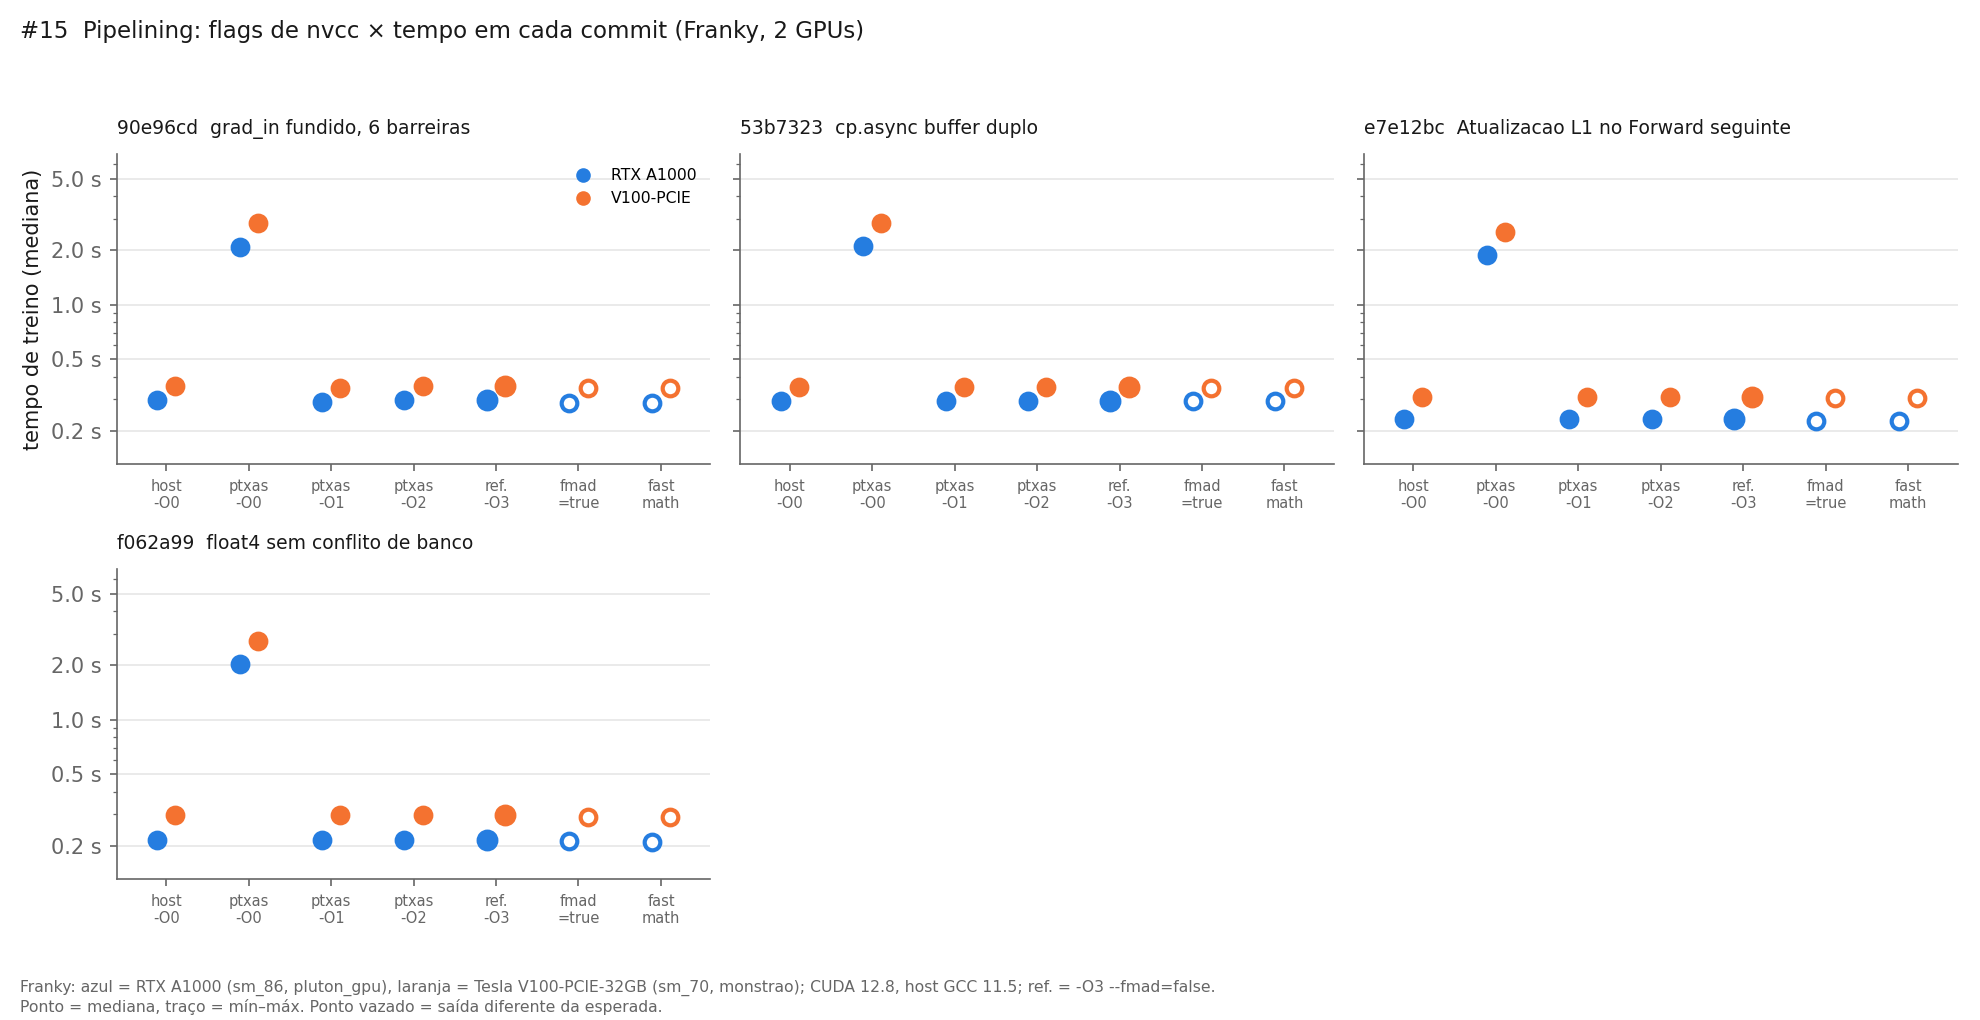 #15  Pipelining: flags de nvcc × tempo em cada commit (Franky, 2 GPUs)
90e96cd  grad_in fundido, 6 barreiras
tempo de treino (mediana)
5.0 s
2.0 s
1.0 s
0.5 s
0.2 s
RTX A1000
V100-PCIE
host -O0
ptxas -O0
ptxas -O1
ptxas -O2
ref. -O3
fmad =true
fast math
53b7323  cp.async buffer duplo
host -O0
ptxas -O0
ptxas -O1
ptxas -O2
ref. -O3
fmad =true
fast math
e7e12bc  Atualizacao L1 no Forward seguinte
host -O0
ptxas -O0
ptxas -O1
ptxas -O2
ref. -O3
fmad =true
fast math
f062a99  float4 sem conflito de banco
5.0 s
2.0 s
1.0 s
0.5 s
0.2 s
host -O0
ptxas -O0
ptxas -O1
ptxas -O2
ref. -O3
fmad =true
fast math
Franky: azul = RTX A1000 (sm_86, pluton_gpu), laranja = Tesla V100-PCIE-32GB (sm_70, monstrao); CUDA 12.8, host GCC 11.5; ref. = -O3 --fmad=false.
Ponto = mediana, traço = mín–máx. Ponto vazado = saída diferente da esperada.